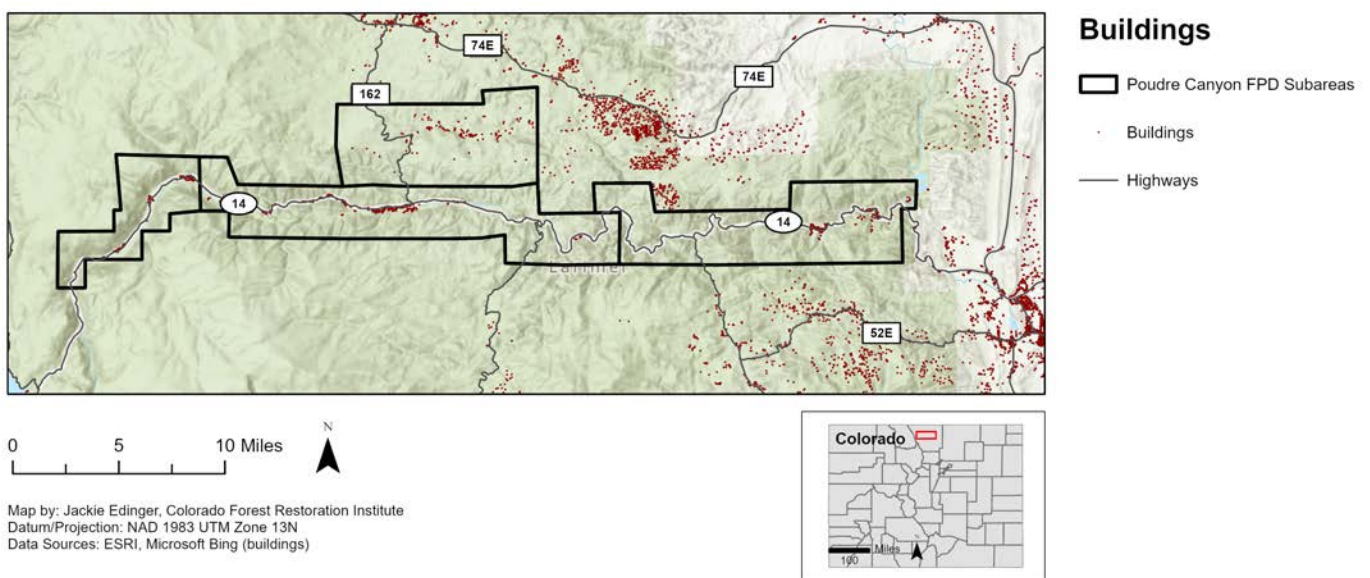 Buildings
Poudre Canyon FPD Subareas
Buildings
Highways
74E
74E
162
14
14
Larimer
52E
0 5 10 Miles
N
Map by: Jackie Edinger, Colorado Forest Restoration Institute
Datum/Projection: NAD 1983 UTM Zone 13N
Data Sources: ESRI, Microsoft Bing (buildings)
Colorado
Miles
100